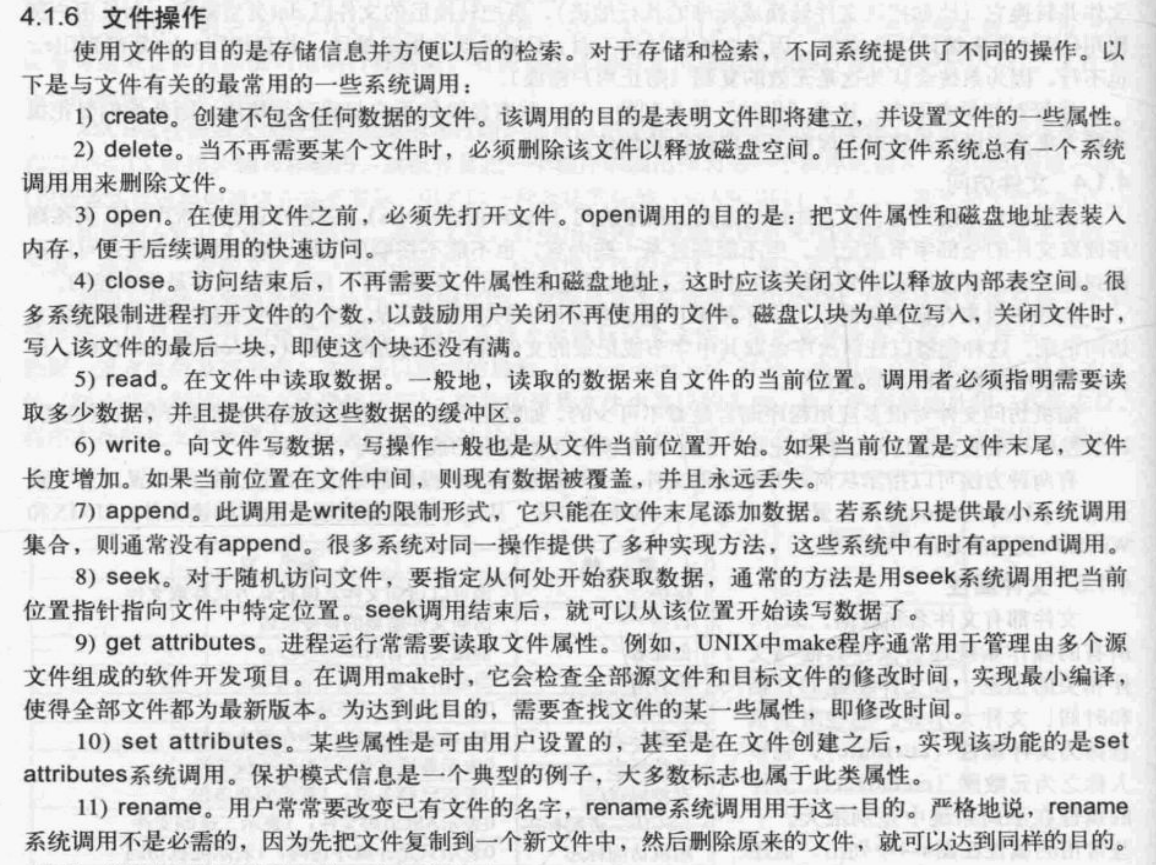 4.1.6 文件操作
使用文件的目的是存储信息并方便以后的检索。对于存储和检索，不同系统提供了不同的操作。以
下是与文件有关的最常用的一些系统调用：
1) create。创建不包含任何数据的文件。该调用的目的是表明文件即将建立，并设置文件的一些属性。
2) delete。当不再需要某个文件时，必须删除该文件以释放磁盘空间。任何文件系统总有一个系统
调用用来删除文件。
3) open。在使用文件之前，必须先打开文件。open调用的目的是：把文件属性和磁盘地址表装入
内存，便于后续调用的快速访问。
4) close。访问结束后，不再需要文件属性和磁盘地址，这时应该关闭文件以释放内部表空间。很
多系统限制进程打开文件的个数，以鼓励用户关闭不再使用的文件。磁盘以块为单位写入，关闭文件时，
写入该文件的最后一块，即使这个块还没有满。
5) read。在文件中读取数据。一般地，读取的数据来自文件的当前位置。调用者必须指明需要读
取多少数据，并且提供存放这些数据的缓冲区。
6) write。向文件写数据，写操作一般也是从文件当前位置开始。如果当前位置是文件末尾，文件
长度增加。如果当前位置在文件中间，则现有数据被覆盖，并且永远丢失。
7) append。此调用是write的限制形式，它只能在文件末尾添加数据。若系统只提供最小系统调用
集合，则通常没有append。很多系统对同一操作提供了多种实现方法，这些系统中有时有append调用。
8) seek。对于随机访问文件，要指定从何处开始获取数据，通常的方法是用seek系统调用把当前
位置指针指向文件中特定位置。seek调用结束后，就可以从该位置开始读写数据了。
9) get attributes。进程运行常需要读取文件属性。例如，UNIX中make程序通常用于管理由多个源
文件组成的软件开发项目。在调用make时，它会检查全部源文件和目标文件的修改时间，实现最小编译，
使得全部文件都为最新版本。为达到此目的，需要查找文件的某一些属性，即修改时间。
10) set attributes。某些属性是可由用户设置的，甚至是在文件创建之后，实现该功能的是set
attributes系统调用。保护模式信息是一个典型的例子，大多数标志也属于此类属性。
11) rename。用户常常要改变已有文件的名字，rename系统调用用于这一目的。严格地说，rename
系统调用不是必需的，因为先把文件复制到一个新文件中，然后删除原来的文件，就可以达到同样的目的。